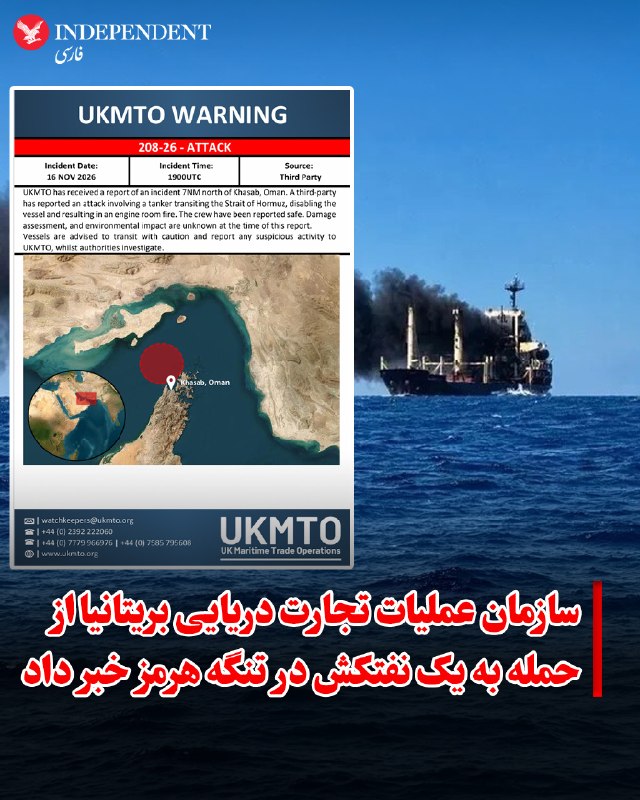 INDEPENDENT
فارسی
UKMTO WARNING
208-26 - ATTACK
Incident Date:
16 NOV 2026
Incident Time:
1900UTC
Source:
Third Party
UKMTO has received a report of an incident 7NM north of Khasab, Oman. A third-party
has reported an attack involving a tanker transiting the Strait of Hormuz, disabling the
vessel and resulting in an engine room fire. The crew have been reported safe. Damage
assessment, and environmental impact are unknown at the time of this report.
Vessels are advised to transit with caution and report any suspicious activity to
UKMTO, whilst authorities investigate.
Khasab, Oman
| watchkeepers@ukmto.org
| +44 (0) 2392 222060
| +44 (0) 7779 966976 | +44 (0) 7585 795608
| www.ukmto.org
UKMTO
UK Maritime Trade Operations
سازمان عملیات تجارت دریایی بریتانیا از
حمله به یک نفتکش در تنگه هرمز خبر داد